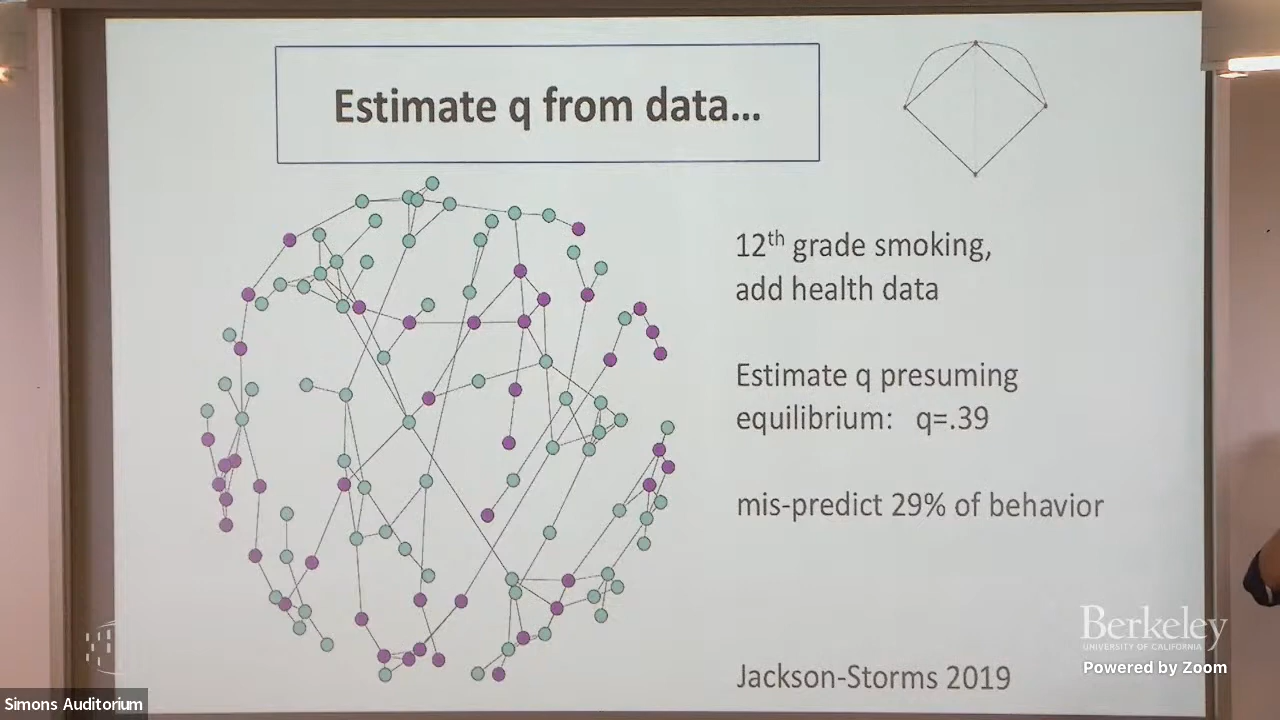 Estimate q from data...
12th grade smoking,
add health data
Estimate q presuming
equilibrium: q=.39
mis-predict 29% of behavior
Jackson-Storms 2019
Berkeley
UNIVERSITY OF CALIFORNIA
Powered by Zoom
Simons Auditorium